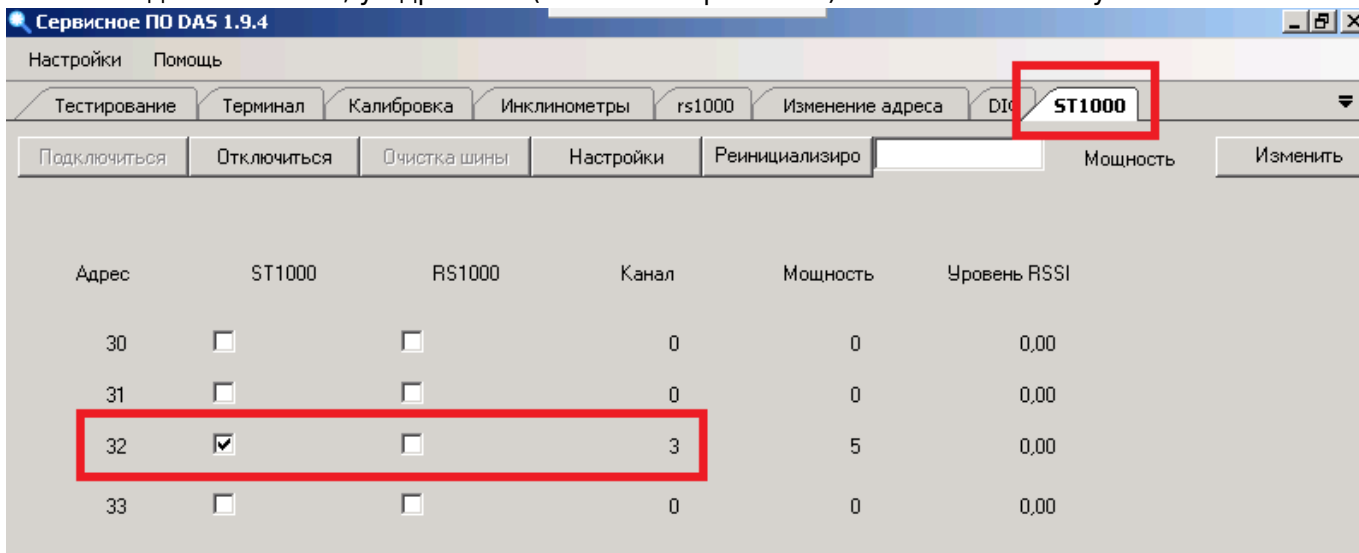 Сервисное ПО DAS 1.9.4
Настройки Помощь
Тестирование Терминал Калибровка Инклинометры rs1000 Изменение адреса ST1000
Подключиться Отключиться Очистка шины Настройки Реинициализиро Мощность Изменить
Адрес ST1000 RS1000 Канал Мощность Уровень RSSI
30 0 0 0,00
31 0 0 0,00
32 3 5 0,00
33 0 0 0,00